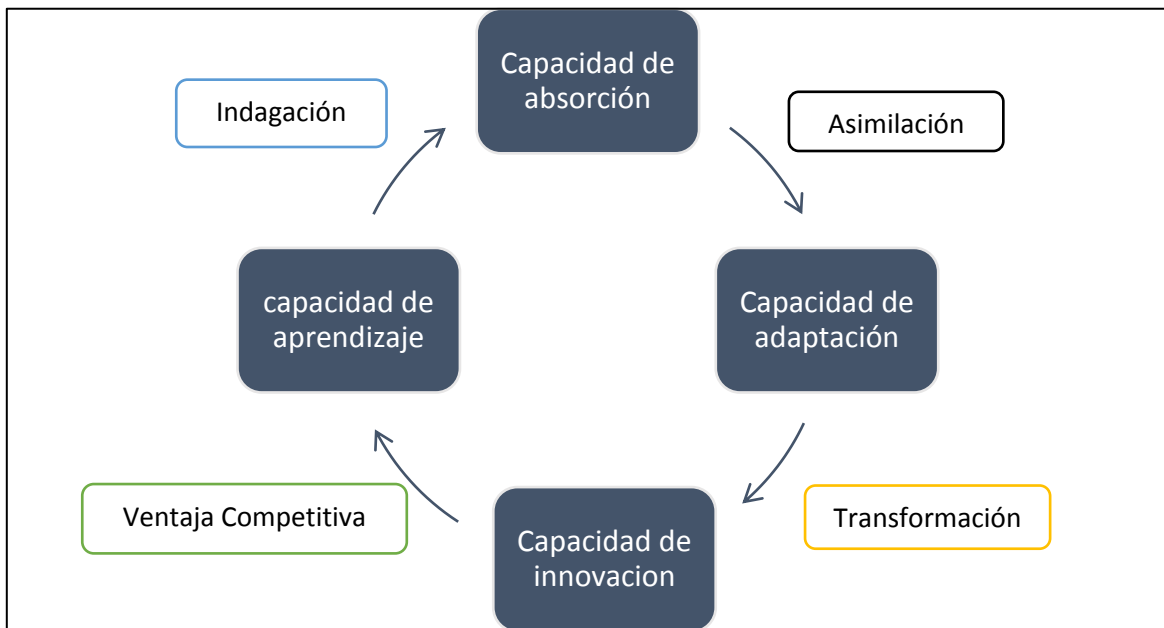 Capacidad de
absorción
Indagación
Asimilación
capacidad de
aprendizaje
Capacidad de
adaptación
Ventaja Competitiva
Transformación
Capacidad de
innovacion